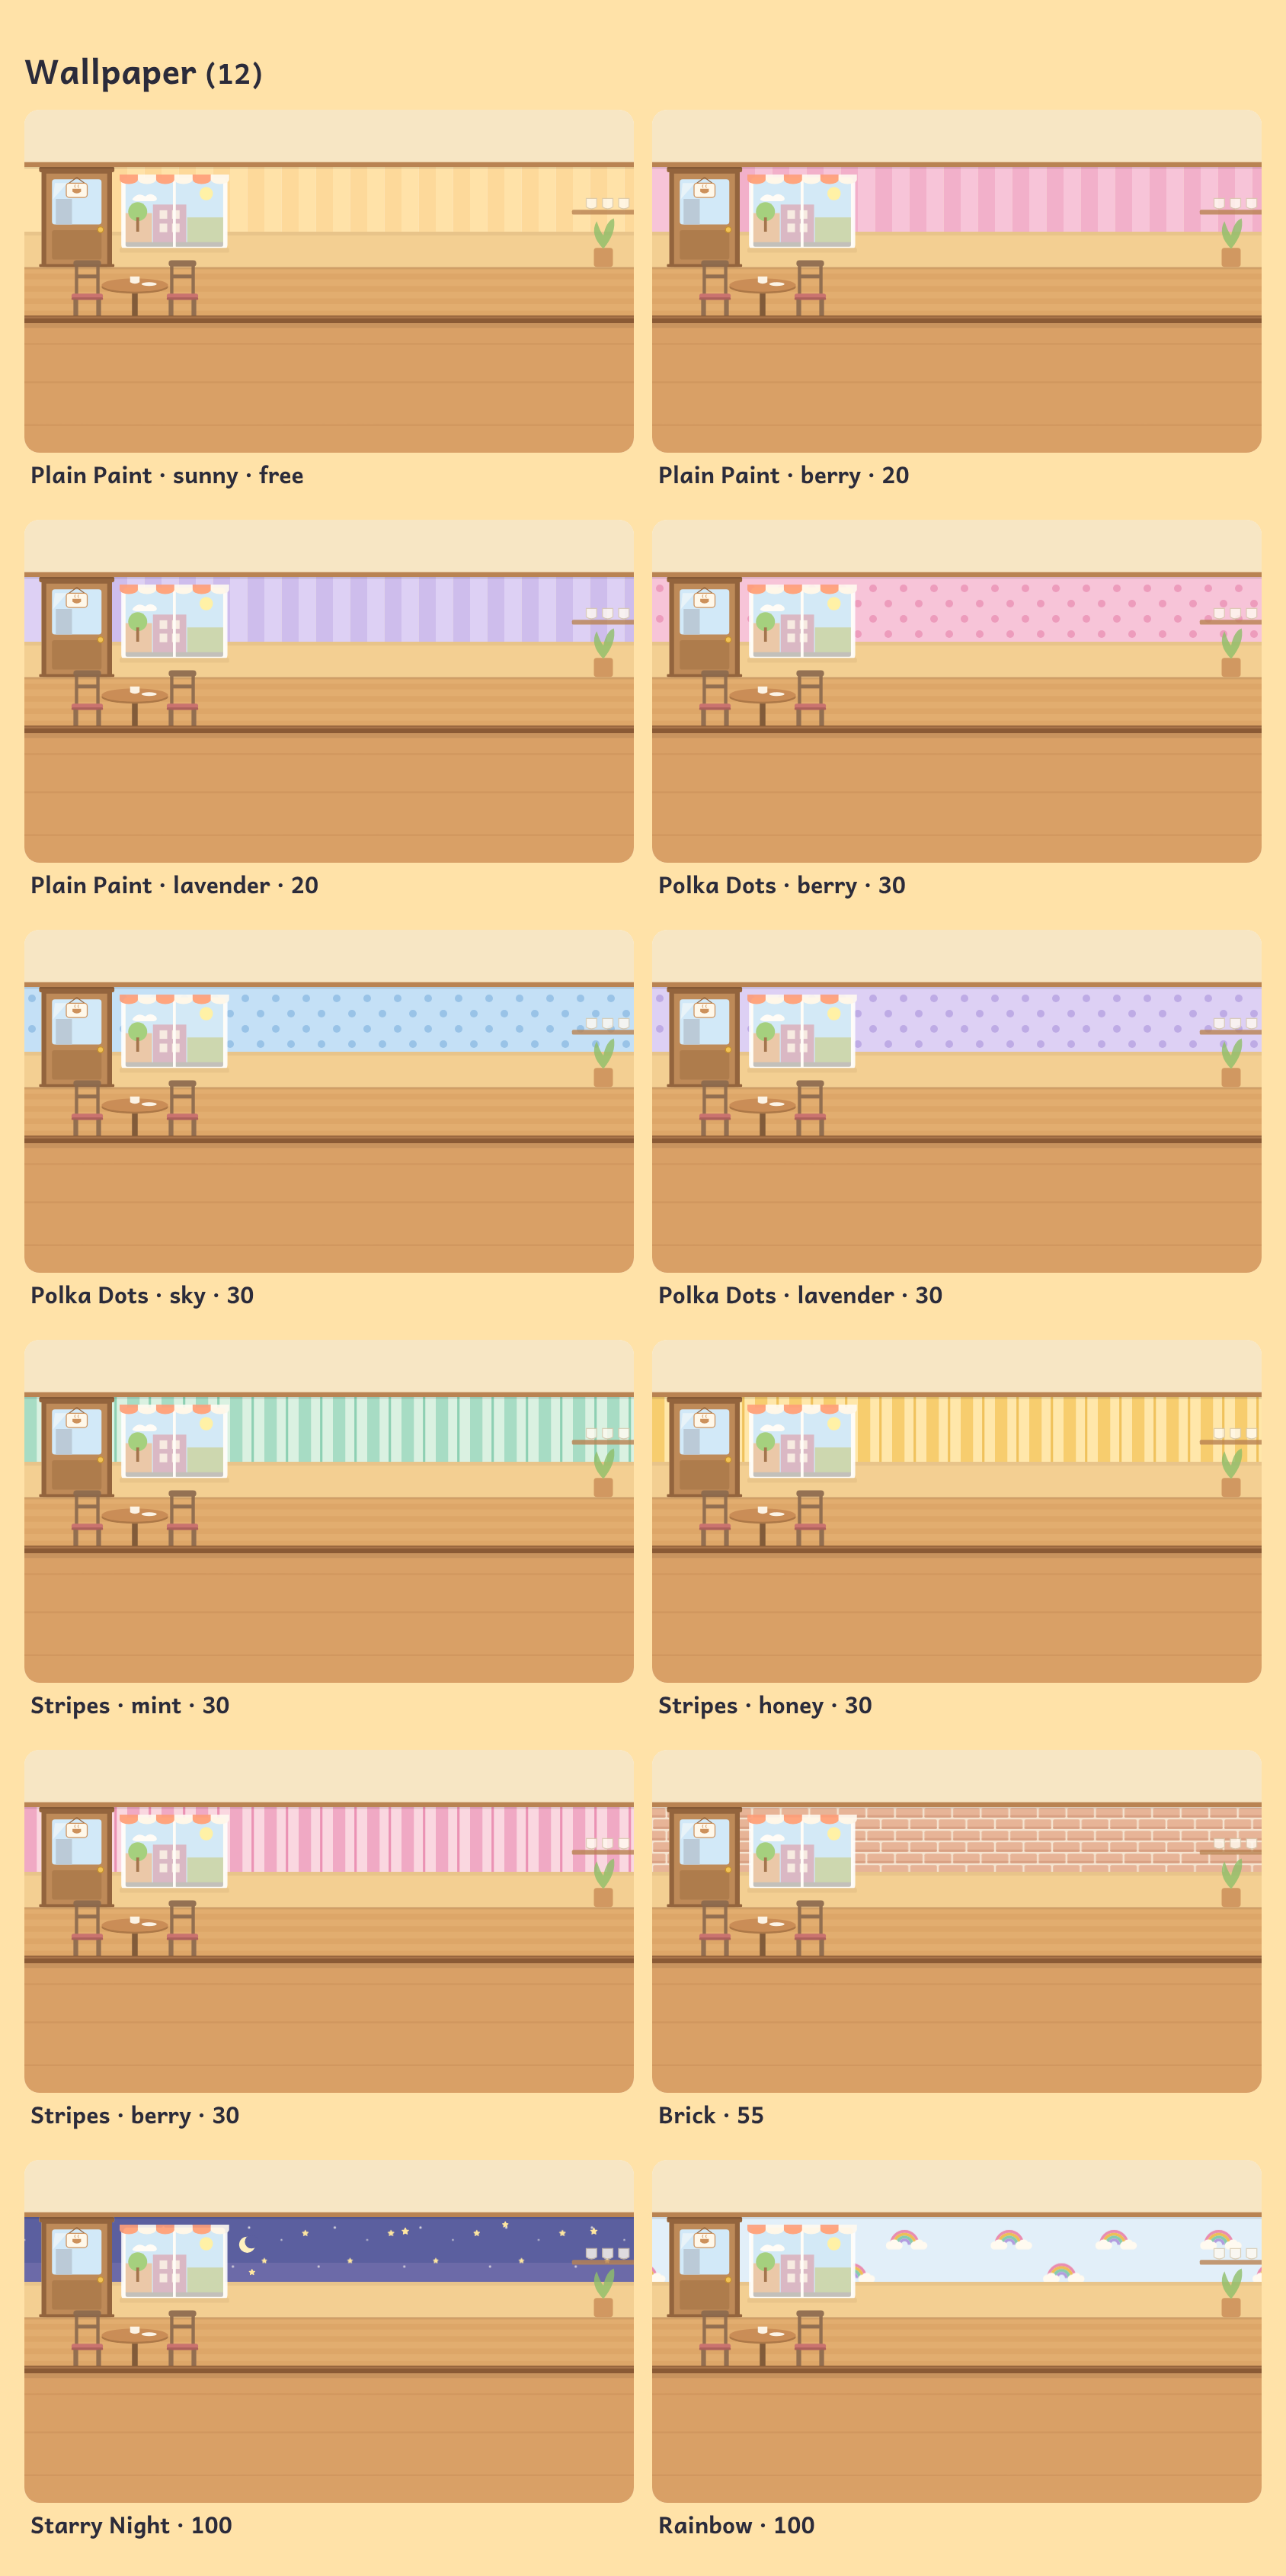 Wallpaper (12)
Plain Paint · sunny · free
Plain Paint · berry · 20
Plain Paint · lavender · 20
Polka Dots · berry · 30
Polka Dots · sky · 30
Polka Dots · lavender · 30
Stripes · mint · 30
Stripes · honey · 30
Stripes · berry · 30
Brick · 55
Starry Night · 100
Rainbow · 100